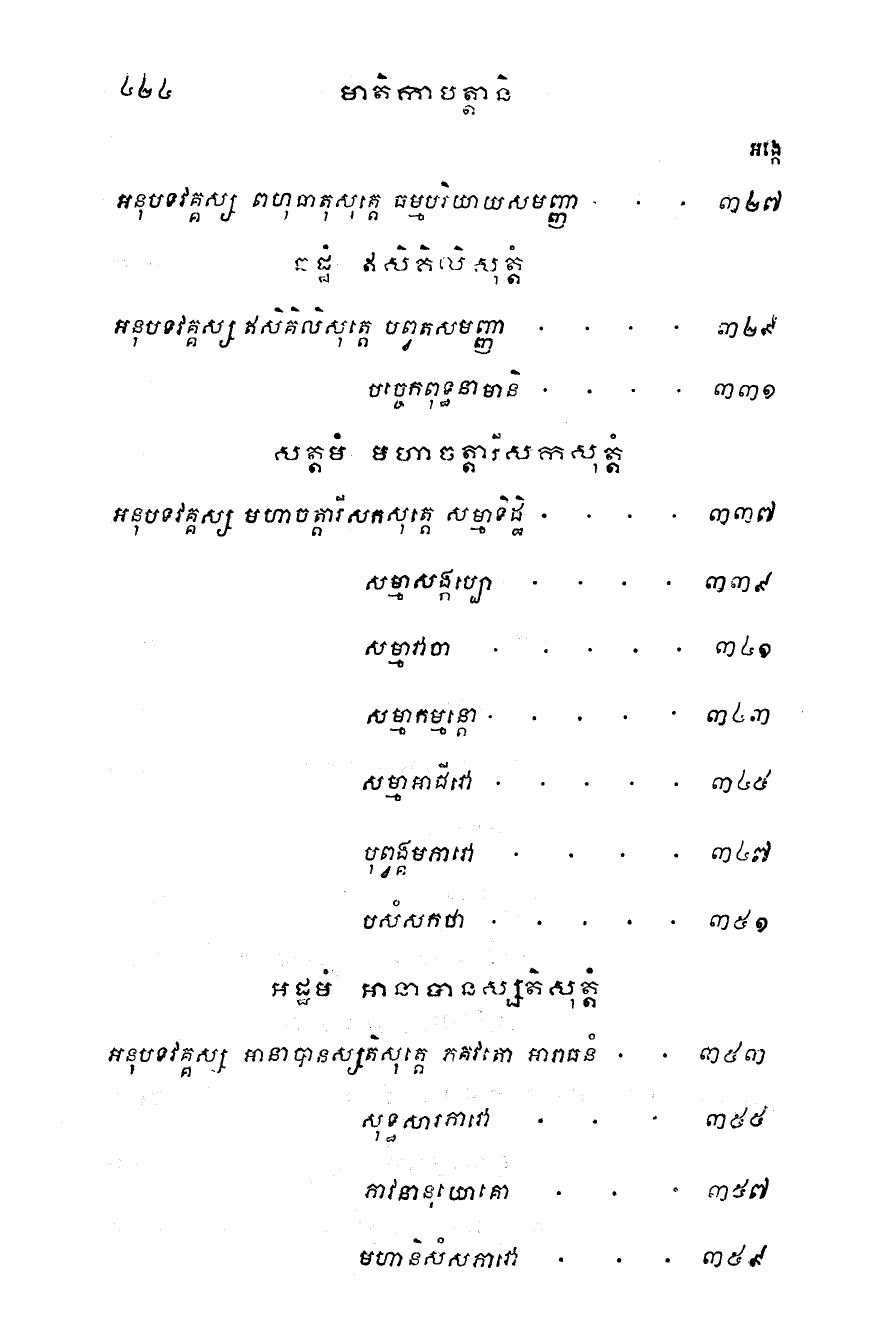 ៤២៤ មាតិកាបត្តានិ
អង្កេ
អនុបទវគ្គស្ស ពហុធាតុសុត្តេ ធម្មបរិយាយសមញ្ញា . . . ៣២៧
ឆដ្ឋំ ឥសិគិលិសុត្តំ
អនុបទវគ្គស្ស ឥសិគិលិសុត្តេ បព្វតសមញ្ញា . . . . ៣២៩
បច្ចេកពុទ្ធនាមានិ . . . . ៣៣១
សត្តមំ មហាចត្តារីសកសុត្តំ
អនុបទវគ្គស្ស មហាចត្តារីសកសុត្តេ សម្មាទិដ្ឋិ . . . . ៣៣៧
សម្មាសង្កប្បោ . . . . ៣៣៩
សម្មាវាចា . . . . . ៣៤១
សម្មាកម្មន្តោ . . . . . ៣៤៣
សម្មាអាជីវោ . . . . . ៣៤៥
បុព្វង្គមភាវោ . . . . ៣៤៧
បសំសកថា . . . . . ៣៥១
អដ្ឋមំ អានាបានស្សតិសុត្តំ
អនុបទវគ្គស្ស អានាបានស្សតិសុត្តេ ភគវតោ អារាធនំ . . ៣៥៣
សុទ្ធសារភាវោ . . . ៣៥៥
ភាវនានុយោគោ . . . ៣៥៧
មហានិសំសភាវោ . . . ៣៥៩